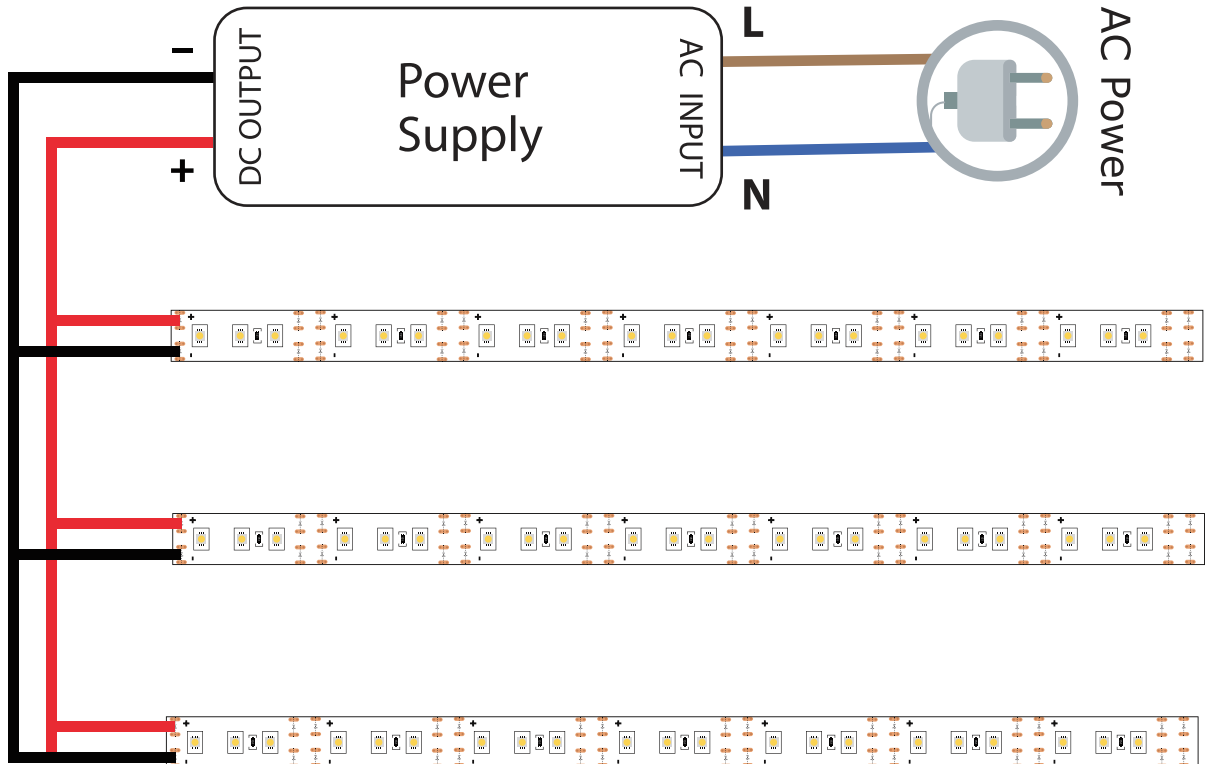 –
+
DC OUTPUT
Power
Supply
AC INPUT
L
N
AC Power
+ + + + + + +
- - - - - - -
+ + + + + + +
- - - - - - -
+ + + + + + +
- - - - - - -